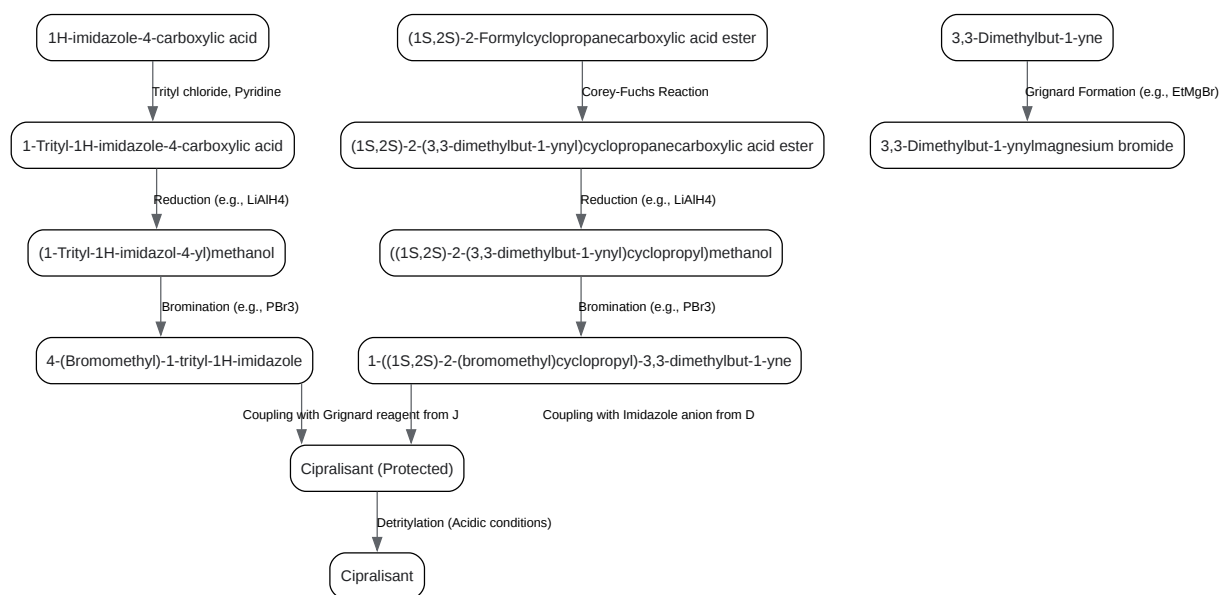 1H-imidazole-4-carboxylic acid
(1S,2S)-2-Formylcyclopropanecarboxylic acid ester
3,3-Dimethylbut-1-yne
Trityl chloride, Pyridine
Corey-Fuchs Reaction
Grignard Formation (e.g., EtMgBr)
1-Trityl-1H-imidazole-4-carboxylic acid
(1S,2S)-2-(3,3-dimethylbut-1-ynyl)cyclopropanecarboxylic acid ester
3,3-Dimethylbut-1-ynylmagnesium bromide
Reduction (e.g., LiAlH4)
Reduction (e.g., LiAlH4)
(1-Trityl-1H-imidazol-4-yl)methanol
((1S,2S)-2-(3,3-dimethylbut-1-ynyl)cyclopropyl)methanol
Bromination (e.g., PBr3)
Bromination (e.g., PBr3)
4-(Bromomethyl)-1-trityl-1H-imidazole
1-((1S,2S)-2-(bromomethyl)cyclopropyl)-3,3-dimethylbut-1-yne
Coupling with Grignard reagent from J
Coupling with Imidazole anion from D
Cipralisant (Protected)
Detritylation (Acidic conditions)
Cipralisant